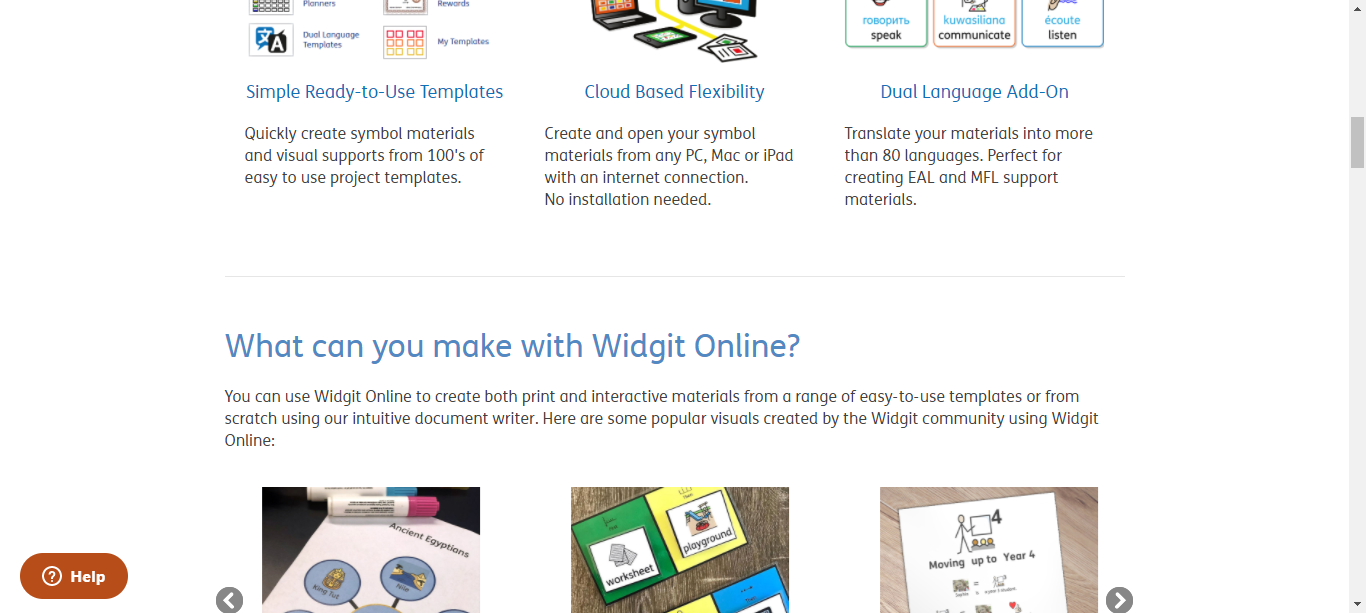 Planners
Rewards
Dual Language
Templates
My Templates
говорить
speak
kuwasiliana
communicate
écoute
listen
Simple Ready-to-Use Templates
Cloud Based Flexibility
Dual Language Add-On
Quickly create symbol materials
and visual supports from 100's of
easy to use project templates.
Create and open your symbol
materials from any PC, Mac or iPad
with an internet connection.
No installation needed.
Translate your materials into more
than 80 languages. Perfect for
creating EAL and MFL support
materials.
What can you make with Widgit Online?
You can use Widgit Online to create both print and interactive materials from a range of easy-to-use templates or from
scratch using our intuitive document writer. Here are some popular visuals created by the Widgit community using Widgit
Online:
Ancient Egyptians
King Tut
Nile
worksheet
playground
4
Moving up to Year 4
Help